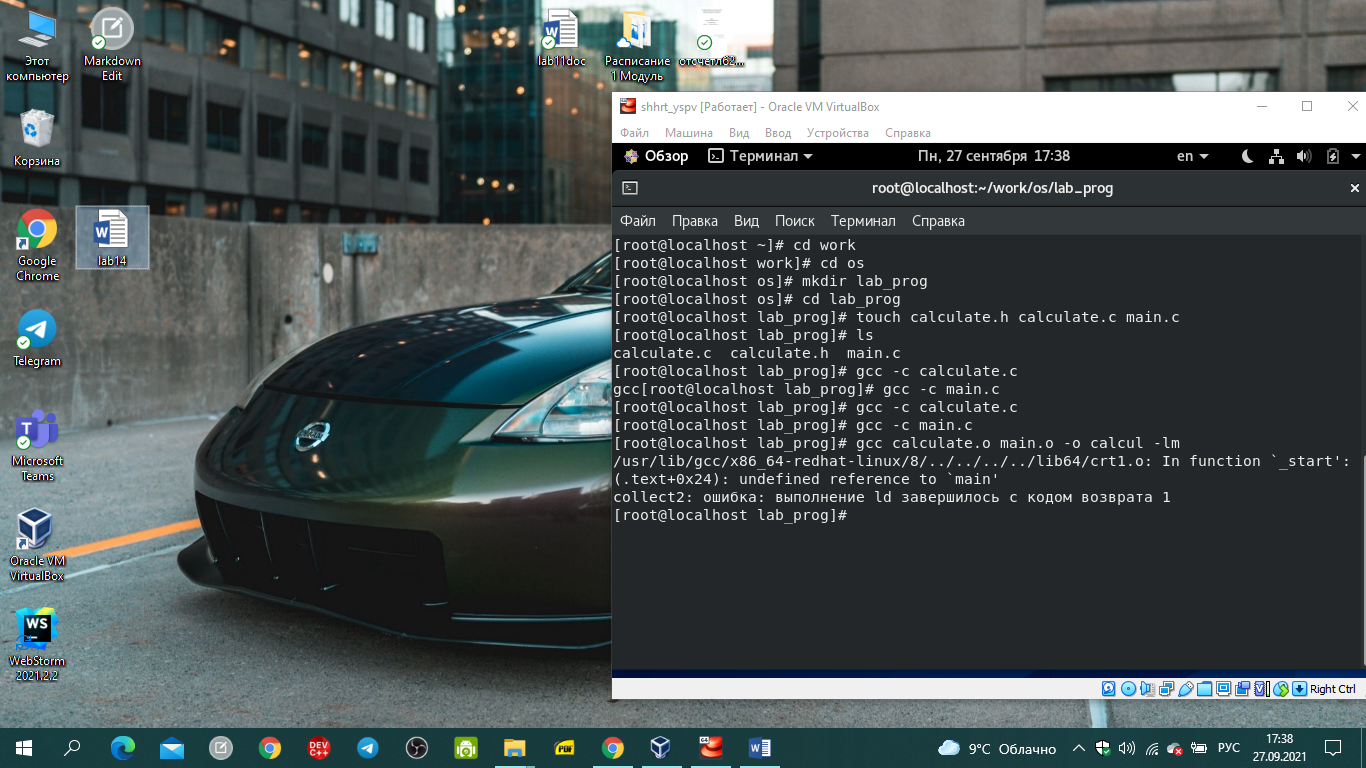 Этот
компьютер
Markdown
Edit
lab11doc
Расписание
1 Модуль
отсчетл62...
Корзина
Google
Chrome
lab14
Telegram
Microsoft
Teams
Oracle VM
VirtualBox
WS
WebStorm
2021.2.2
shhrt_yspv [Работает] - Oracle VM VirtualBox
Файл Машина Вид Ввод Устройства Справка
Обзор Терминал Пн, 27 сентября 17:38 en
root@localhost:~/work/os/lab_prog
Файл Правка Вид Поиск Терминал Справка
[root@localhost ~]# cd work
[root@localhost work]# cd os
[root@localhost os]# mkdir lab_prog
[root@localhost os]# cd lab_prog
[root@localhost lab_prog]# touch calculate.h calculate.c main.c
[root@localhost lab_prog]# ls
calculate.c  calculate.h  main.c
[root@localhost lab_prog]# gcc -c calculate.c
gcc[root@localhost lab_prog]# gcc -c main.c
[root@localhost lab_prog]# gcc -c calculate.c
[root@localhost lab_prog]# gcc -c main.c
[root@localhost lab_prog]# gcc calculate.o main.o -o calcul -lm
/usr/lib/gcc/x86_64-redhat-linux/8/../../../../lib64/crt1.o: In function `_start':
(.text+0x24): undefined reference to `main'
collect2: ошибка: выполнение ld завершилось с кодом возврата 1
[root@localhost lab_prog]#
Right Ctrl
DEV
C++
PDF
64
9°C Облачно
РУС
17:38
27.09.2021